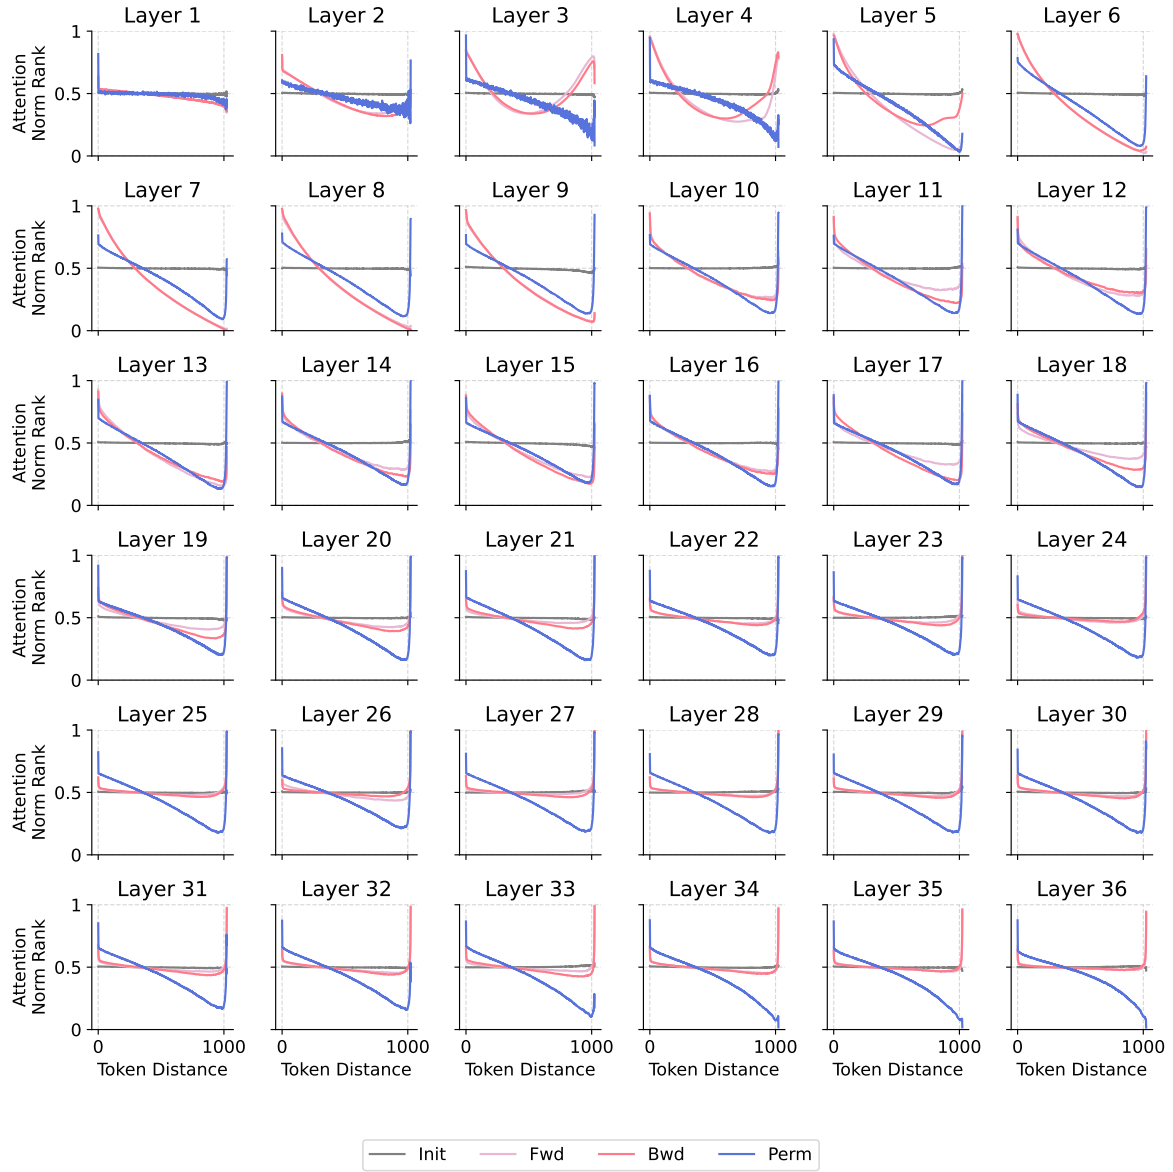 Layer 1 Layer 2 Layer 3 Layer 4 Layer 5 Layer 6
Attention
Norm Rank
1
0.5
0
Layer 7 Layer 8 Layer 9 Layer 10 Layer 11 Layer 12
Attention
Norm Rank
1
0.5
0
Layer 13 Layer 14 Layer 15 Layer 16 Layer 17 Layer 18
Attention
Norm Rank
1
0.5
0
Layer 19 Layer 20 Layer 21 Layer 22 Layer 23 Layer 24
Attention
Norm Rank
1
0.5
0
Layer 25 Layer 26 Layer 27 Layer 28 Layer 29 Layer 30
Attention
Norm Rank
1
0.5
0
Layer 31 Layer 32 Layer 33 Layer 34 Layer 35 Layer 36
Attention
Norm Rank
1
0.5
0
0 1000 0 1000 0 1000 0 1000 0 1000 0 1000
Token Distance Token Distance Token Distance Token Distance Token Distance Token Distance
Init Fwd Bwd Perm